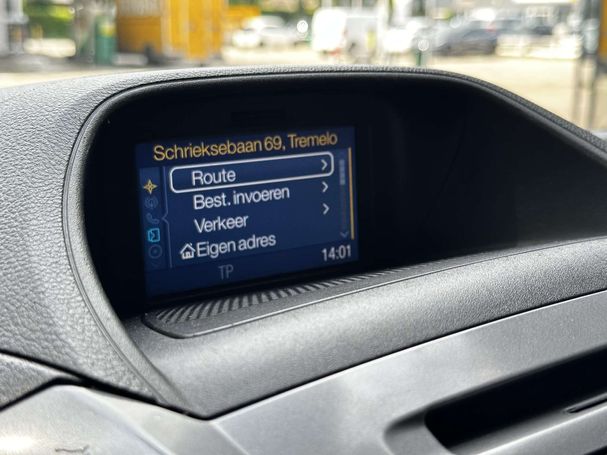 Schrieksebaan 69, Tremelo
Route
Best. invoeren
Verkeer
Eigen adres
14:01
TP